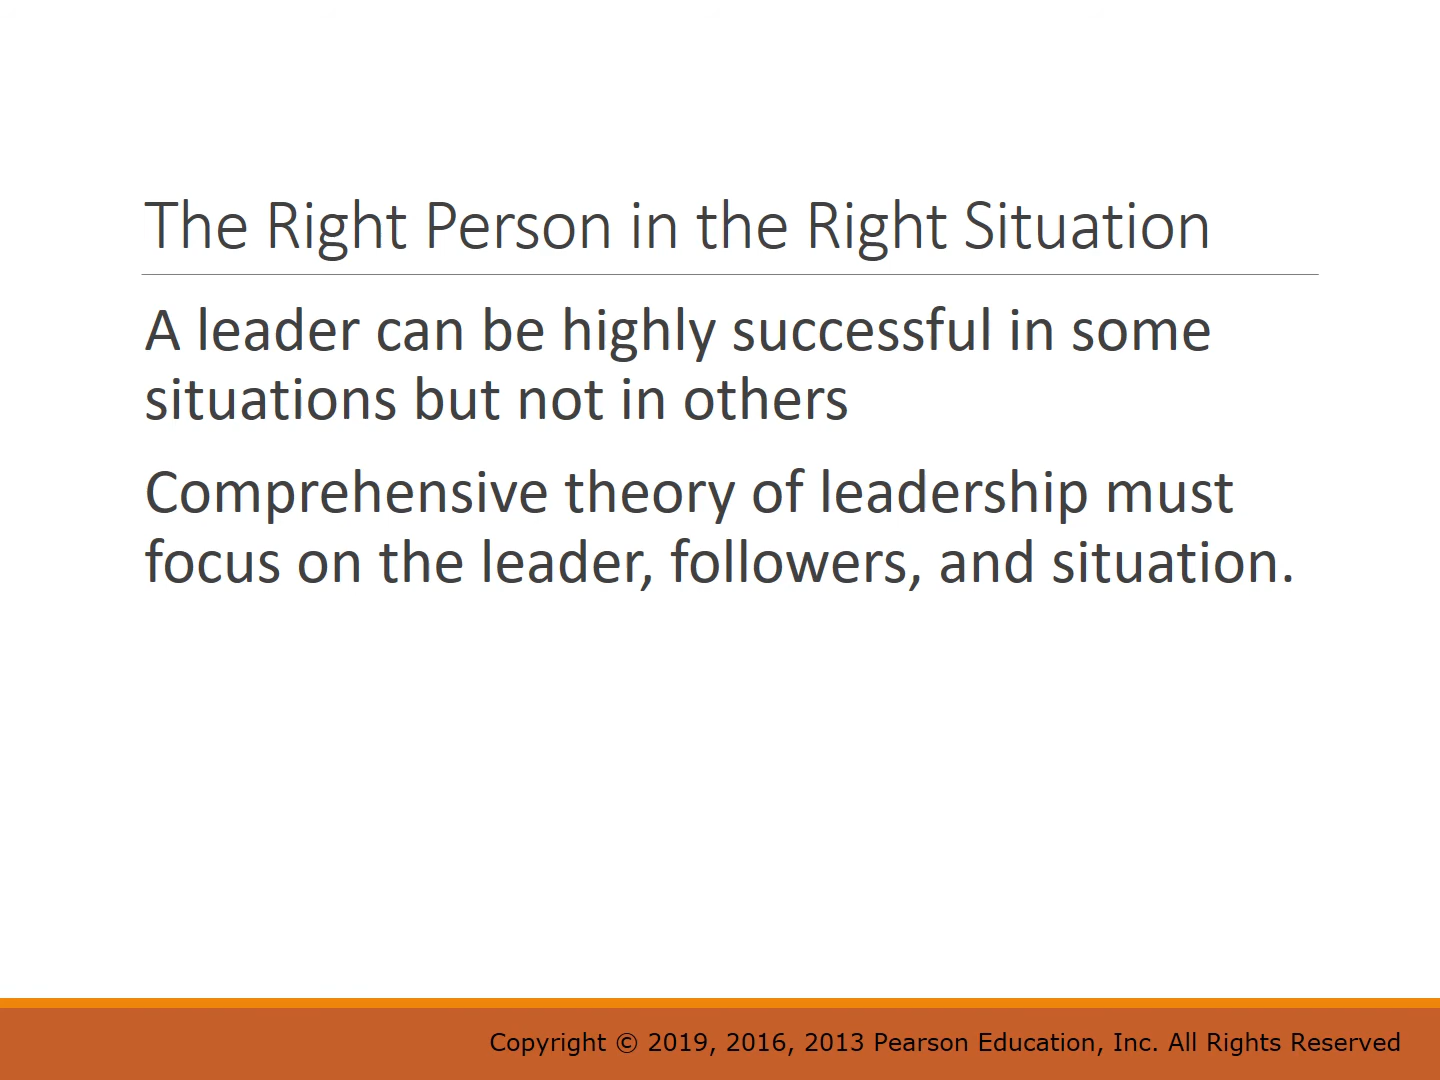 The Right Person in the Right Situation
A leader can be highly successful in some
situations but not in others
Comprehensive theory of leadership must
focus on the leader, followers, and situation.
Copyright © 2019, 2016, 2013 Pearson Education, Inc. All Rights Reserved